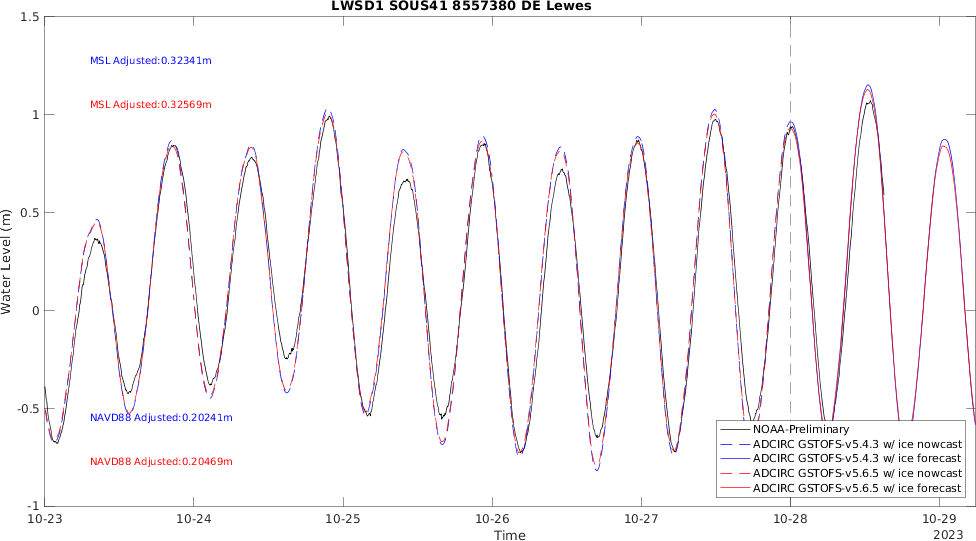 LWSD1 SOUS41 8557380 DE Lewes
1.5
1
0.5
0
-0.5
-1
Water Level (m)
MSL Adjusted:0.32341m
MSL Adjusted:0.32569m
NAVD88 Adjusted:0.20241m
NAVD88 Adjusted:0.20469m
NOAA-Preliminary
ADCIRC GSTOFS-v5.4.3 w/ ice nowcast
ADCIRC GSTOFS-v5.4.3 w/ ice forecast
ADCIRC GSTOFS-v5.6.5 w/ ice nowcast
ADCIRC GSTOFS-v5.6.5 w/ ice forecast
10-23 10-24 10-25 10-26 10-27 10-28 10-29
Time
2023